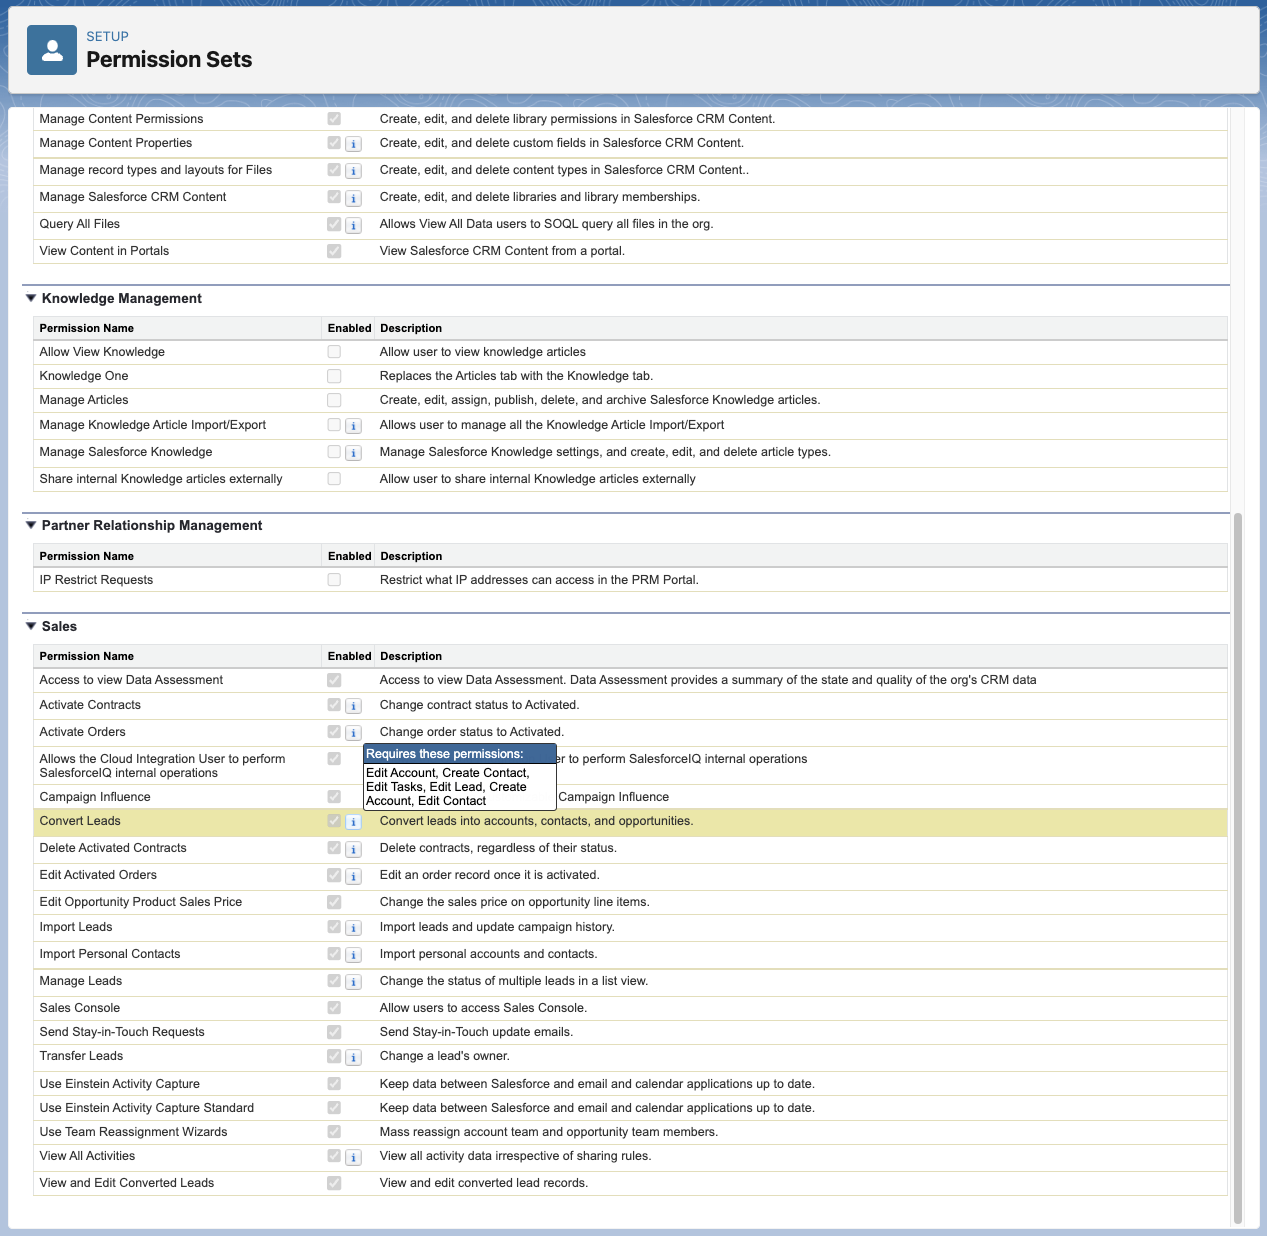 SETUP
Permission Sets
Manage Content Permissions Create, edit, and delete library permissions in Salesforce CRM Content.
Manage Content Properties i Create, edit, and delete custom fields in Salesforce CRM Content.
Manage record types and layouts for Files i Create, edit, and delete content types in Salesforce CRM Content..
Manage Salesforce CRM Content i Create, edit, and delete libraries and library memberships.
Query All Files i Allows View All Data users to SOQL query all files in the org.
View Content in Portals View Salesforce CRM Content from a portal.
Knowledge Management
Permission Name Enabled Description
Allow View Knowledge Allow user to view knowledge articles
Knowledge One Replaces the Articles tab with the Knowledge tab.
Manage Articles Create, edit, assign, publish, delete, and archive Salesforce Knowledge articles.
Manage Knowledge Article Import/Export i Allows user to manage all the Knowledge Article Import/Export
Manage Salesforce Knowledge i Manage Salesforce Knowledge settings, and create, edit, and delete article types.
Share internal Knowledge articles externally Allow user to share internal Knowledge articles externally
Partner Relationship Management
Permission Name Enabled Description
IP Restrict Requests Restrict what IP addresses can access in the PRM Portal.
Sales
Permission Name Enabled Description
Access to view Data Assessment Access to view Data Assessment. Data Assessment provides a summary of the state and quality of the org's CRM data
Activate Contracts i Change contract status to Activated.
Activate Orders i Change order status to Activated.
Requires these permissions:
Edit Account, Create Contact,
Edit Tasks, Edit Lead, Create
Account, Edit Contact
Allows the Cloud Integration User to perform er to perform SalesforceIQ internal operations
SalesforceIQ internal operations
Campaign Influence Campaign Influence
Convert Leads i Convert leads into accounts, contacts, and opportunities.
Delete Activated Contracts i Delete contracts, regardless of their status.
Edit Activated Orders i Edit an order record once it is activated.
Edit Opportunity Product Sales Price Change the sales price on opportunity line items.
Import Leads i Import leads and update campaign history.
Import Personal Contacts i Import personal accounts and contacts.
Manage Leads i Change the status of multiple leads in a list view.
Sales Console Allow users to access Sales Console.
Send Stay-in-Touch Requests Send Stay-in-Touch update emails.
Transfer Leads i Change a lead's owner.
Use Einstein Activity Capture Keep data between Salesforce and email and calendar applications up to date.
Use Einstein Activity Capture Standard Keep data between Salesforce and email and calendar applications up to date.
Use Team Reassignment Wizards Mass reassign account team and opportunity team members.
View All Activities i View all activity data irrespective of sharing rules.
View and Edit Converted Leads View and edit converted lead records.